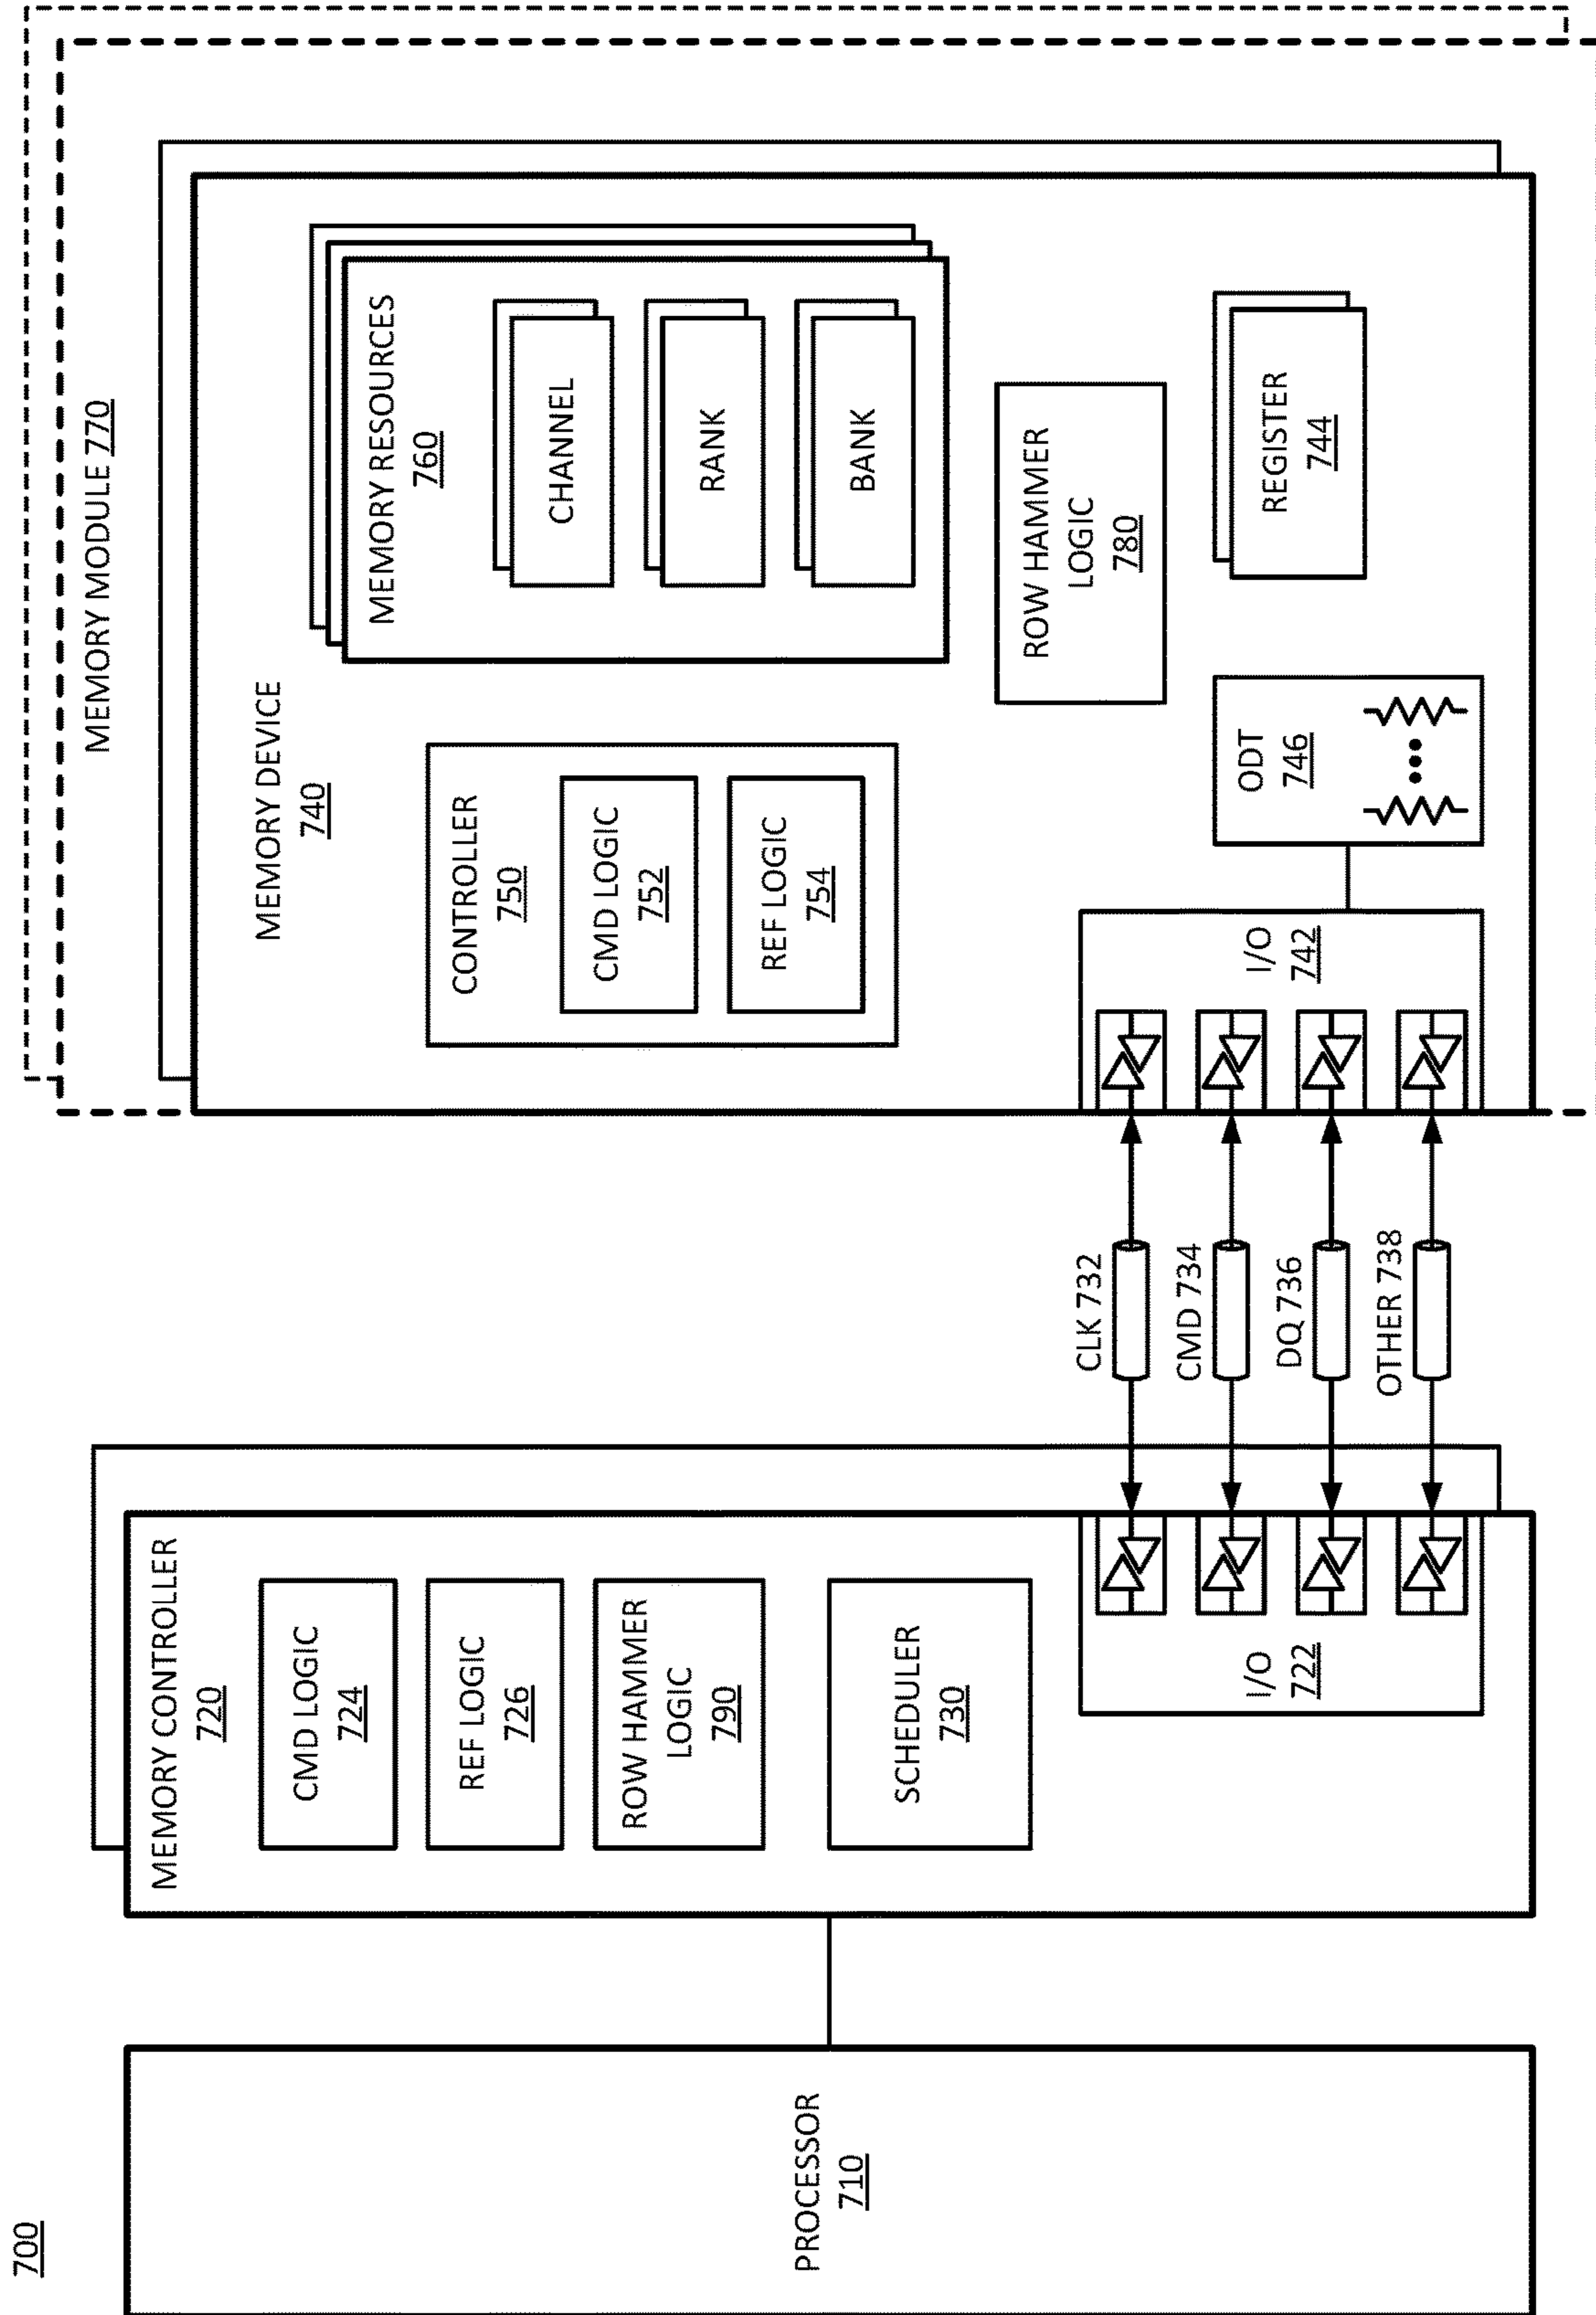 700
PROCESSOR
710
MEMORY CONTROLLER
720
CMD LOGIC
724
REF LOGIC
726
ROW HAMMER
LOGIC
790
SCHEDULER
730
I/O
722
CLK 732
CMD 734
DQ 736
OTHER 738
MEMORY MODULE 770
MEMORY DEVICE
740
CONTROLLER
750
CMD LOGIC
752
REF LOGIC
754
MEMORY RESOURCES
760
CHANNEL
RANK
BANK
ROW HAMMER
LOGIC
780
I/O
742
ODT
746
REGISTER
744